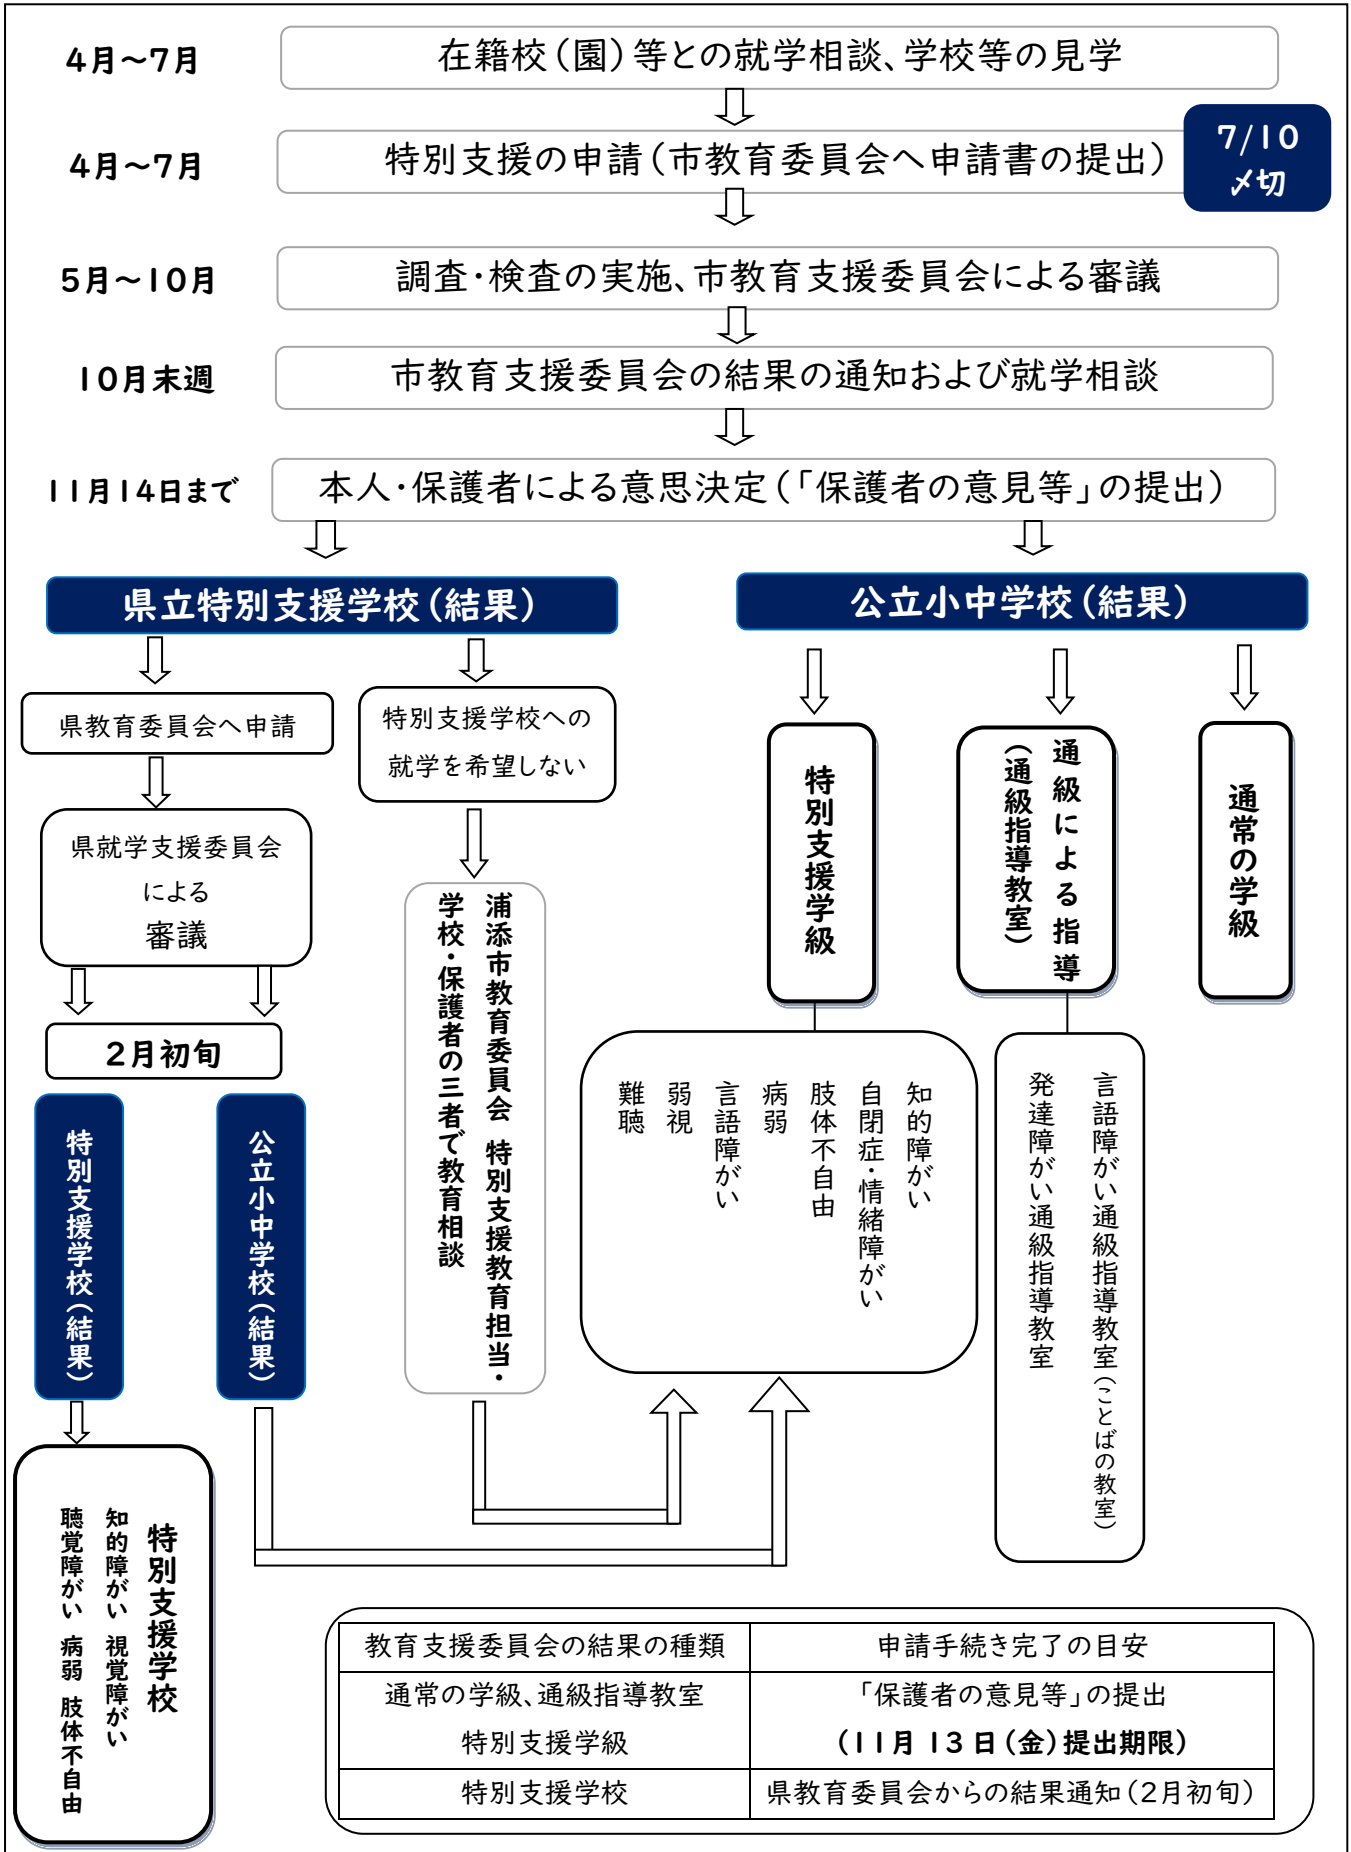 4月～7月
在籍校（園）等との就学相談、学校等の見学
4月～7月
特別支援の申請（市教育委員会へ申請書の提出）
7/10
〆切
5月～10月
調査・検査の実施、市教育支援委員会による審議
10月末週
市教育支援委員会の結果の通知および就学相談
11月14日まで
本人・保護者による意思決定（「保護者の意見等」の提出）
県立特別支援学校（結果）
公立小中学校（結果）
県教育委員会へ申請
特別支援学校への
就学を希望しない
県就学支援委員会
による
審議
2月初旬
特別支援学校（結果）
公立小中学校（結果）
特別支援学校
知的障がい 視覚障がい
聴覚障がい 病弱 肢体不自由
浦添市教育委員会 特別支援教育担当・
学校・保護者の三者で教育相談
特別支援学級
通級による指導
（通級指導教室）
通常の学級
知的障がい
自閉症・情緒障がい
肢体不自由
病弱
言語障がい
弱視
難聴
言語障がい通級指導教室（ことばの教室）
発達障がい通級指導教室
教育支援委員会の結果の種類
申請手続き完了の目安
通常の学級、通級指導教室
特別支援学級
「保護者の意見等」の提出
（11月13日（金）提出期限）
特別支援学校
県教育委員会からの結果通知（2月初旬）